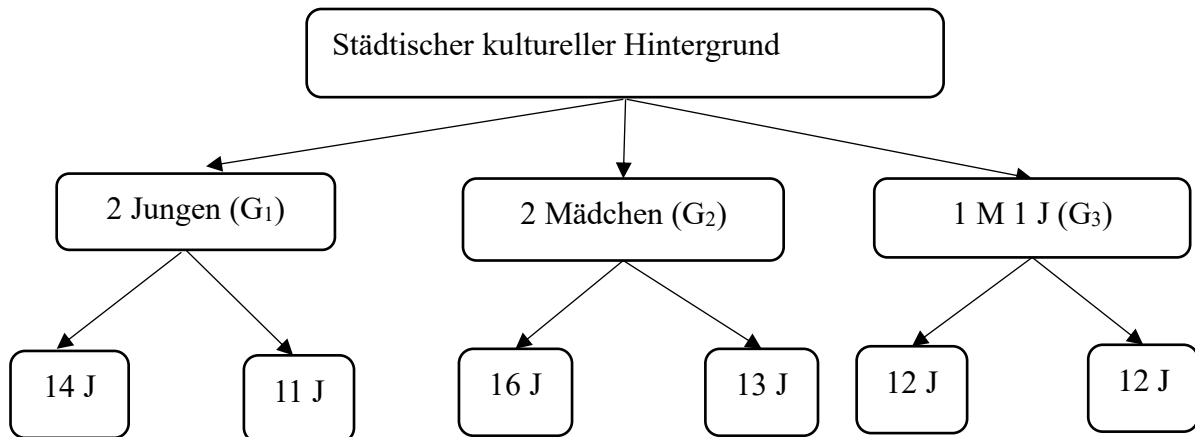 Städtischer kultureller Hintergrund
2 Jungen (G₁)
2 Mädchen (G₂)
1 M 1 J (G₃)
14 J
11 J
16 J
13 J
12 J
12 J